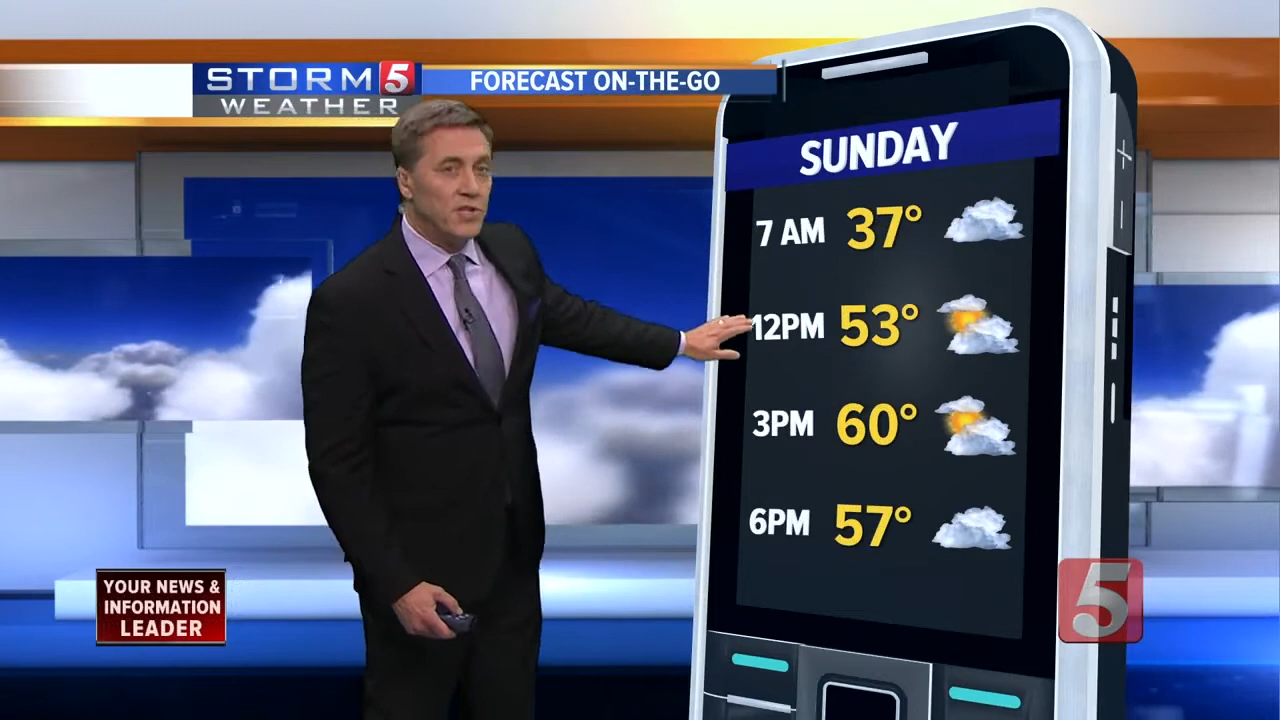 STORM 5
WEATHER
FORECAST ON-THE-GO
SUNDAY
7 AM 37°
12PM 53°
3PM 60°
6PM 57°
YOUR NEWS &
INFORMATION
LEADER
5